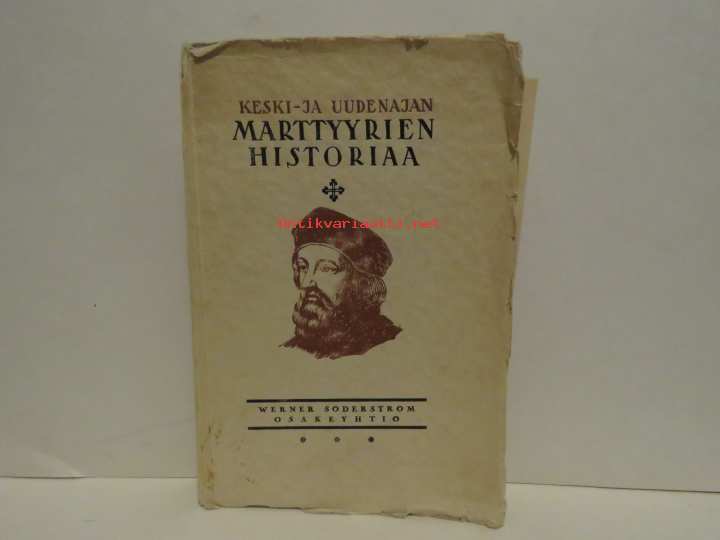 KESKI-JA UUDENAJAN
MARTTYYRIEN
HISTORIAA
Antikvariaatti.net
WERNER SÖDERSTRÖM
OSAKEYHTIÖ